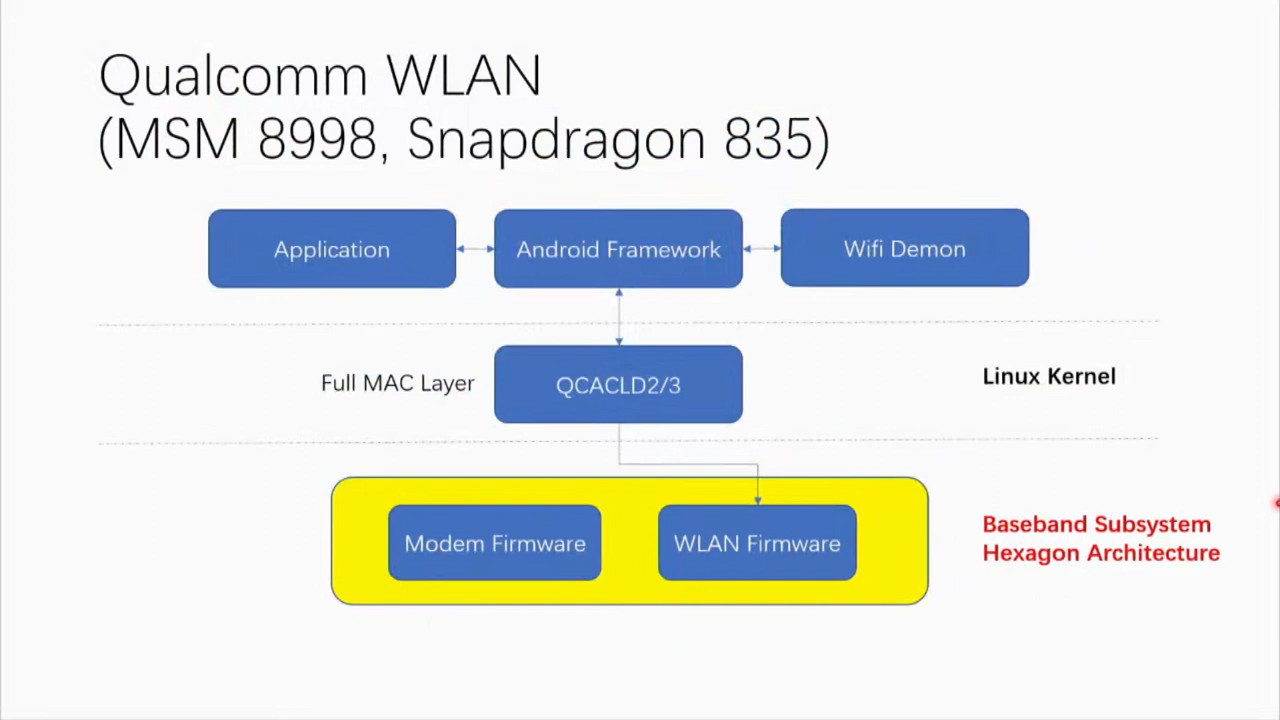 Qualcomm WLAN
(MSM 8998, Snapdragon 835)
Application
Android Framework
Wifi Demon
Full MAC Layer
QCACLD2/3
Linux Kernel
Modem Firmware
WLAN Firmware
Baseband Subsystem
Hexagon Architecture